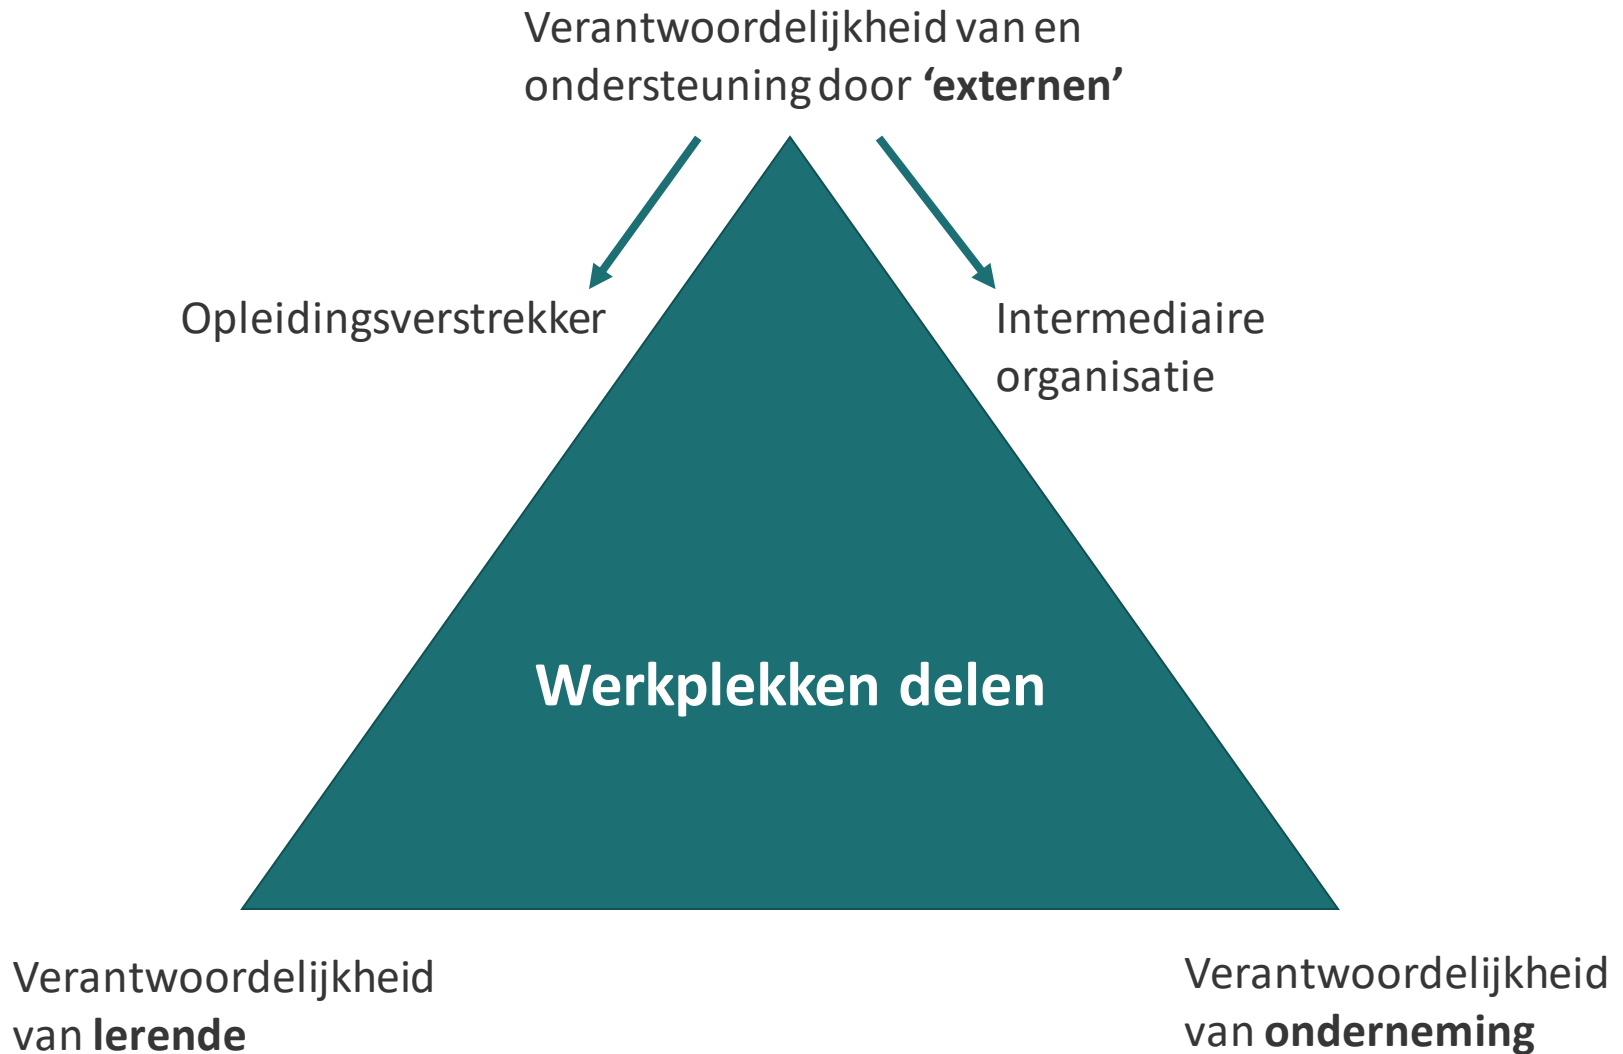 Verantwoordelijkheid van en
ondersteuning door ‘externen’
Opleidingsverstrekker
Intermediaire
organisatie
Werkplekken delen
Verantwoordelijkheid
van lerende
Verantwoordelijkheid
van onderneming